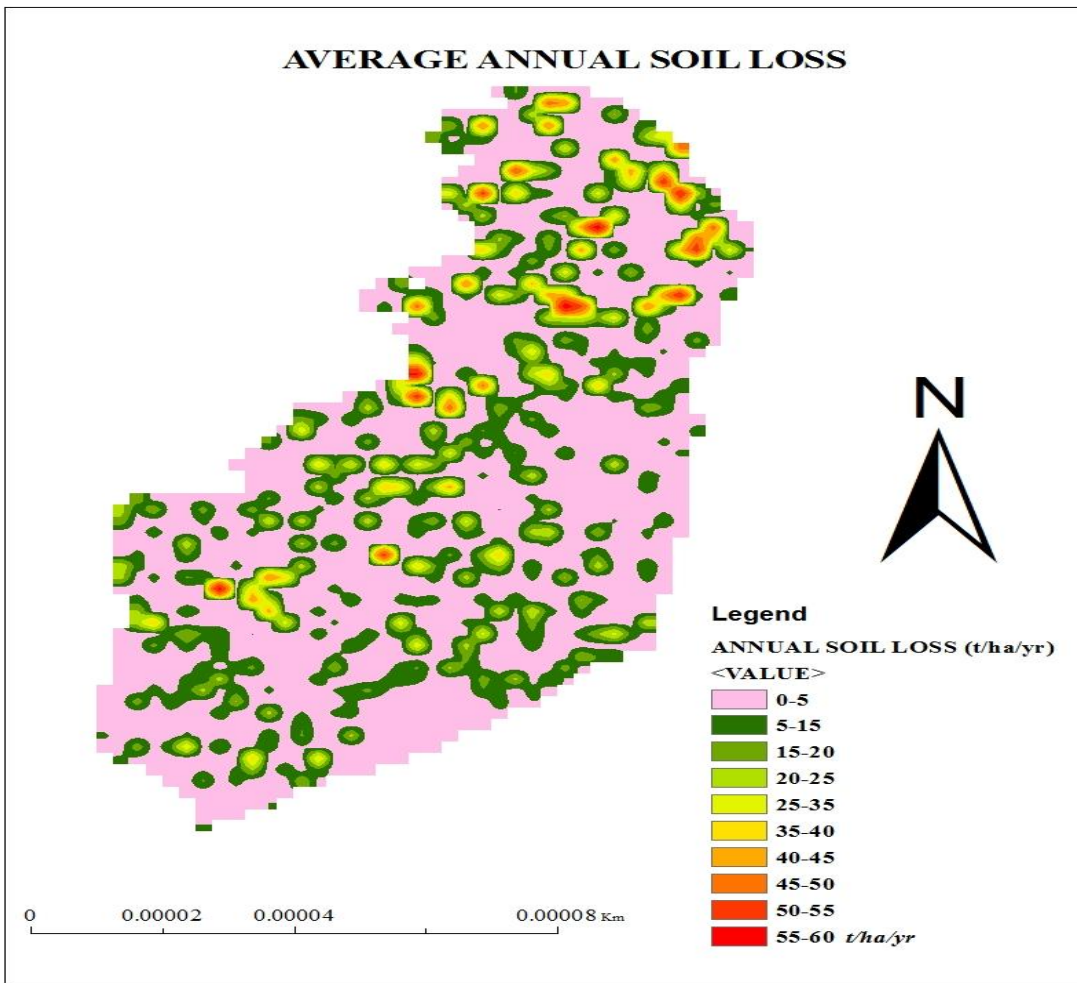 AVERAGE ANNUAL SOIL LOSS
N
Legend
ANNUAL SOIL LOSS (t/ha/yr)
<VALUE>
0-5
5-15
15-20
20-25
25-35
35-40
40-45
45-50
50-55
55-60 t/ha/yr
0 0.00002 0.00004 0.00008 Km